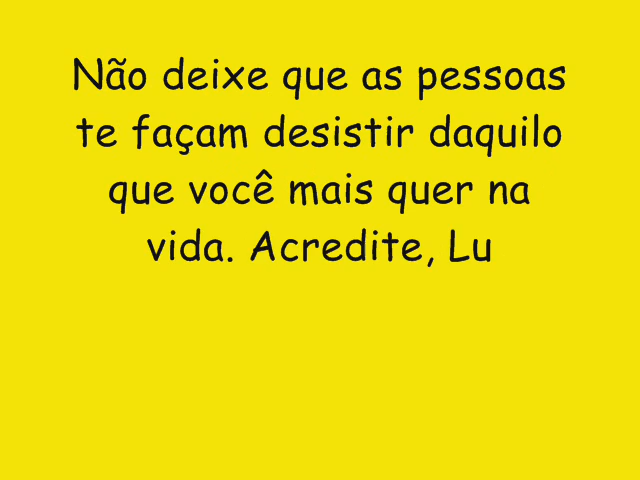 Não deixe que as pessoas
te façam desistir daquilo
que você mais quer na
vida. Acredite, Lu